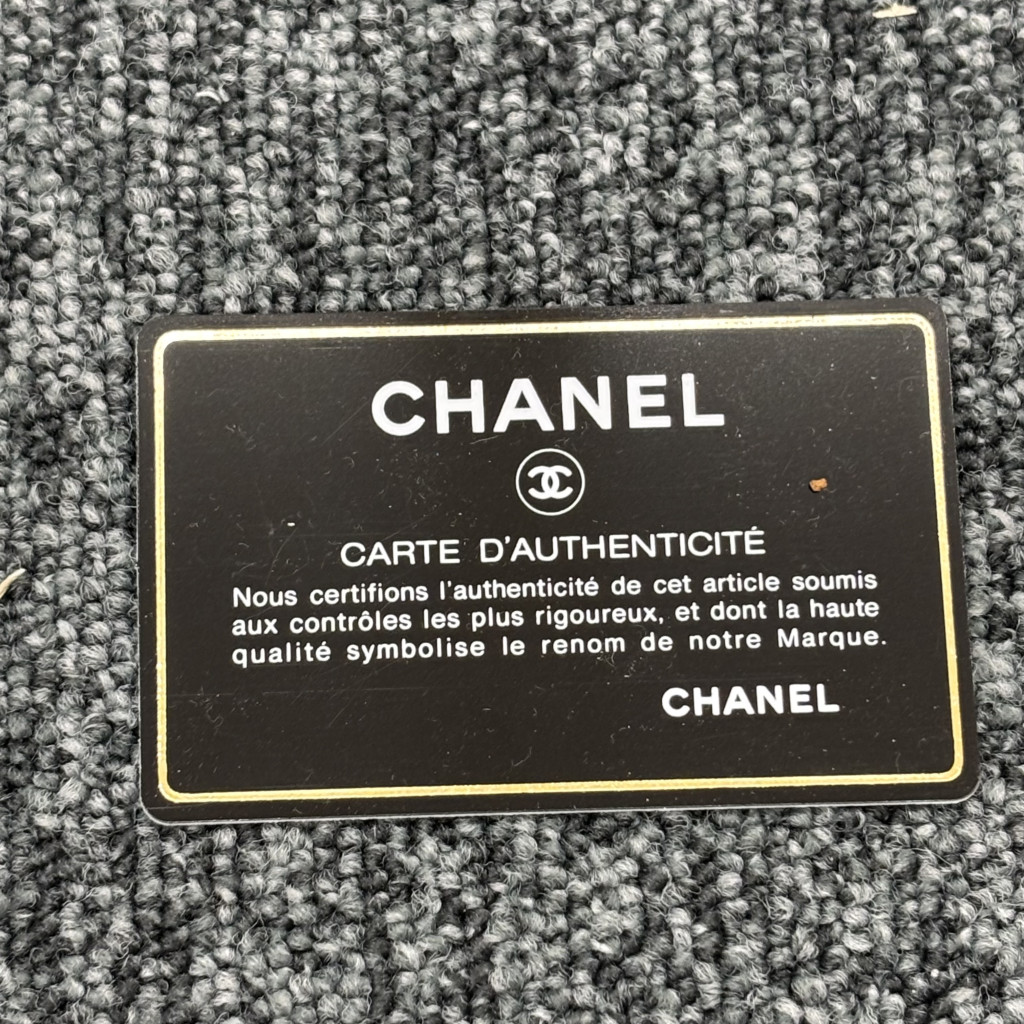 CHANEL
CARTE D'AUTHENTICITÉ
Nous certifions l'authenticité de cet article soumis
aux contrôles les plus rigoureux, et dont la haute
qualité symbolise le renom de notre Marque.
CHANEL